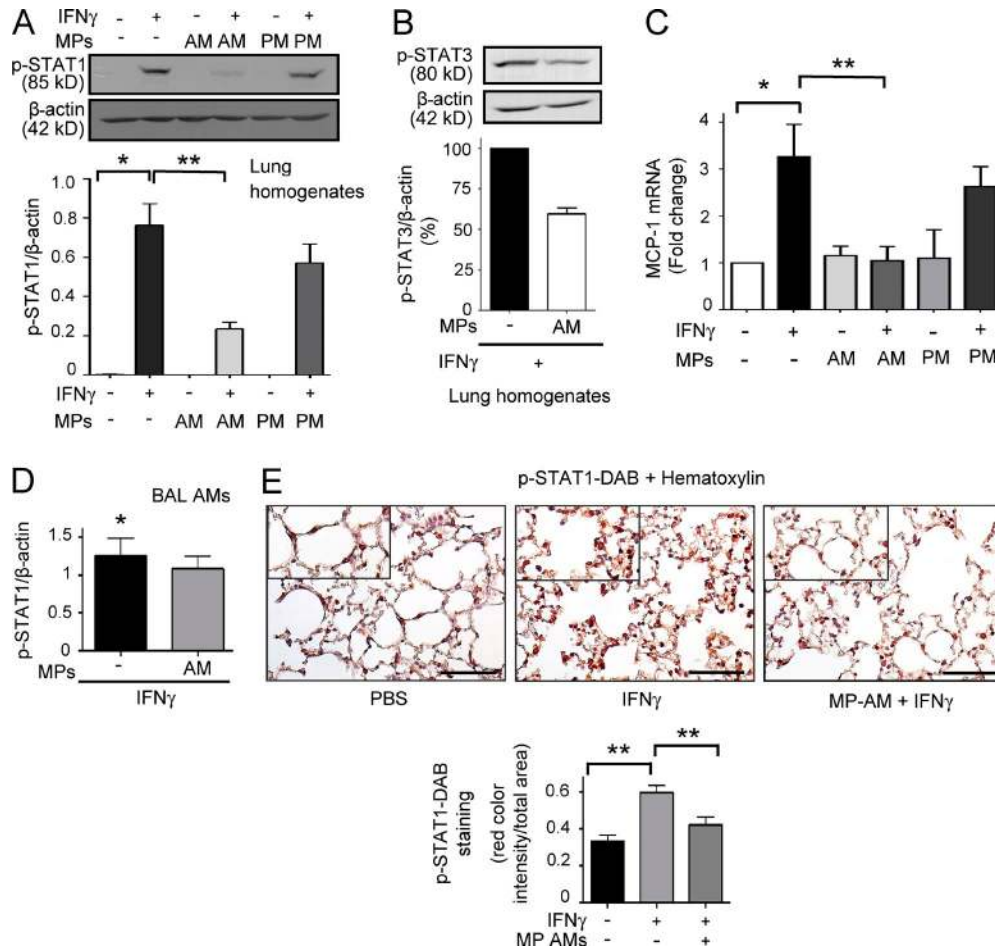 A
IFNγ - + - + - +
MPs - - AM AM PM PM
p-STAT1
(85 kD)
β-actin
(42 kD)
* **
Lung
homogenates
p-STAT1/β-actin
1.0
0.8
0.6
0.4
0.2
0
IFNγ - + - + - +
MPs - - AM AM PM PM
B
p-STAT3
(80 kD)
β-actin
(42 kD)
p-STAT3/β-actin
(%)
100
75
50
25
0
MPs - AM
IFNγ +
Lung homogenates
C
* **
MCP-1 mRNA
(Fold change)
4
3
2
1
0
IFNγ - + - + - +
MPs - - AM AM PM PM
D
BAL AMs
*
p-STAT1/β-actin
1.5
1
0.5
0
MPs - AM
IFNγ
E
p-STAT1-DAB + Hematoxylin
PBS IFNγ MP-AM + IFNγ
** **
p-STAT1-DAB
staining
(red color
intensity/total area)
0.6
0.4
0.2
0
IFNγ - + +
MP AMs - - +